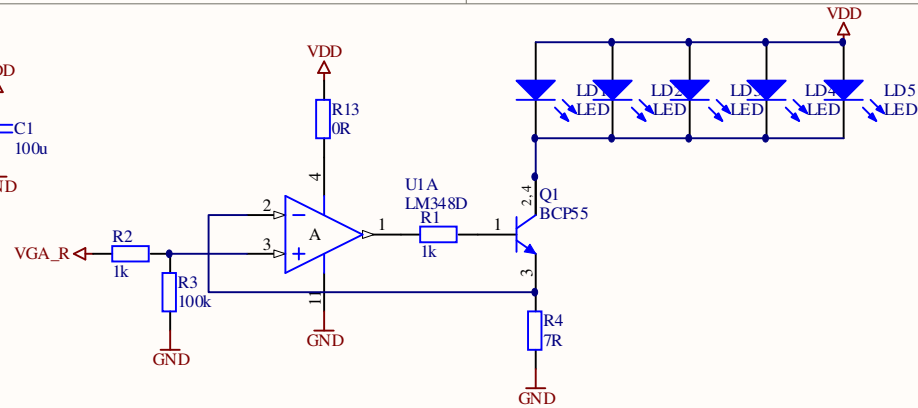 VDD
VDD
DD
LD1
LD2
LD3
LD4
LD5
LED
LED
LED
LED
LED
R13
0R
C1
100u
4
U1A
LM348D
2,4
Q1
BCP55
ND
2
1
R1
1
A
3
1k
VGA_R
R2
1k
3
R3
100k
11
R4
7R
GND
GND
GND